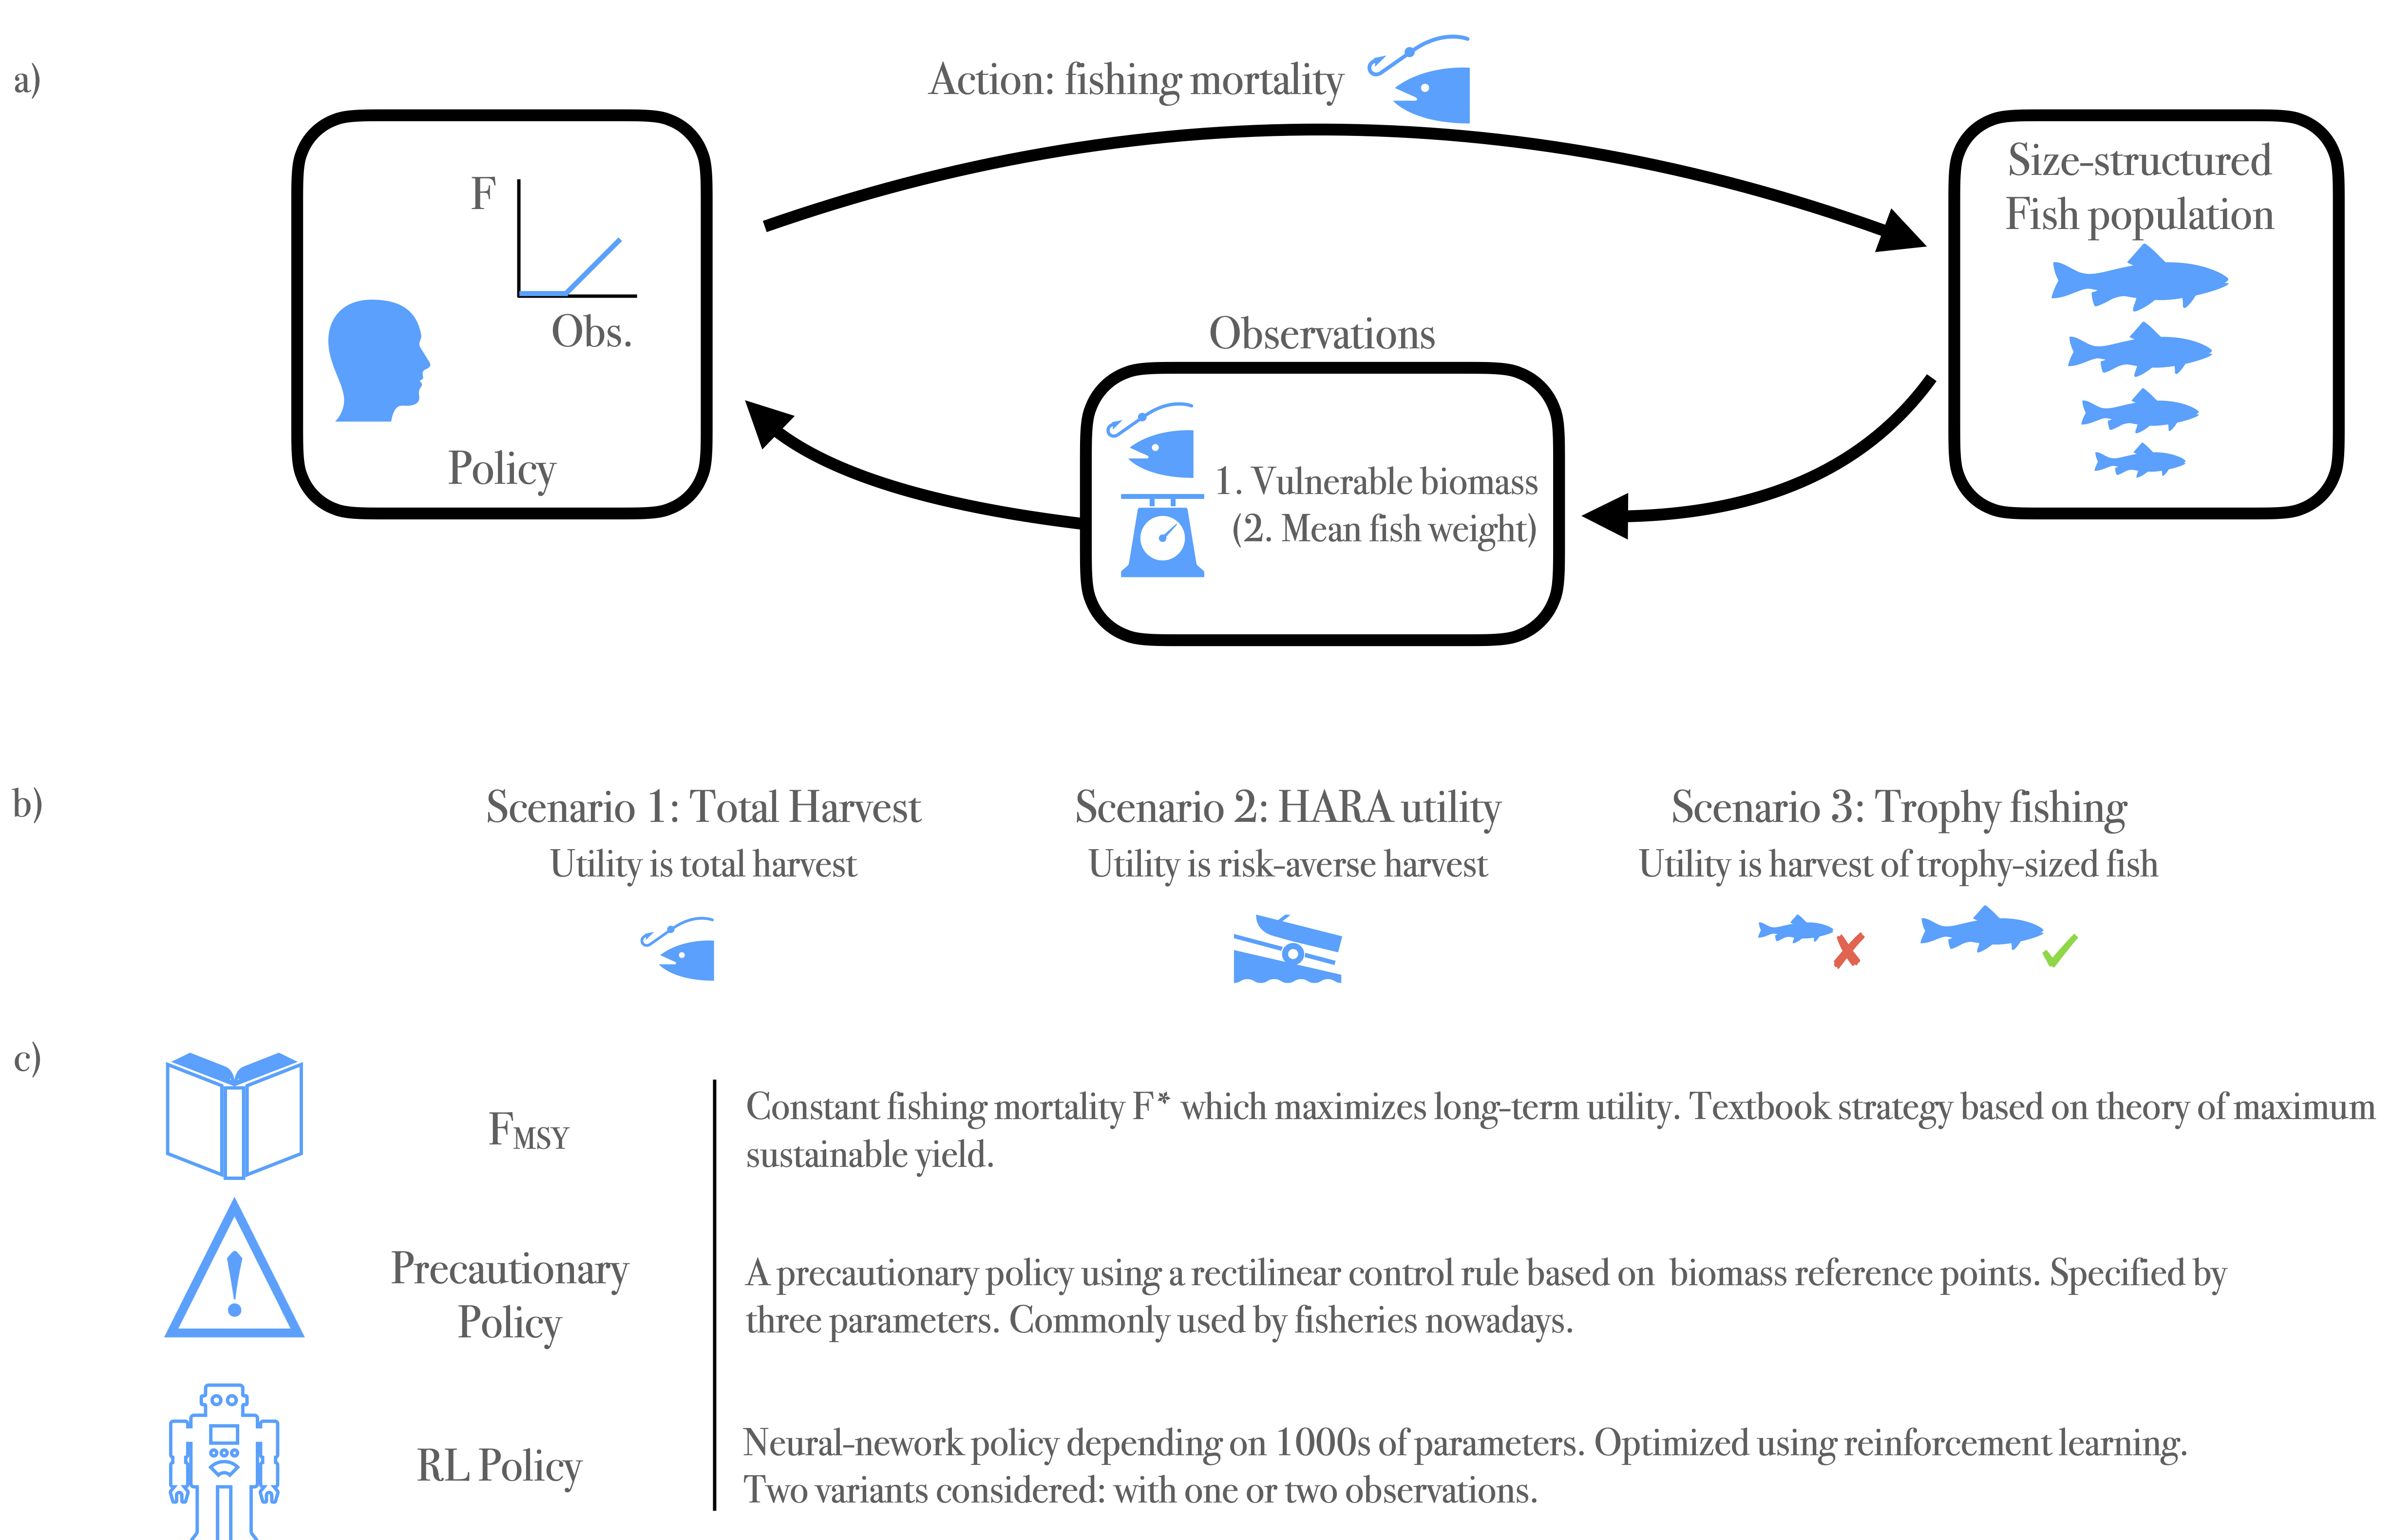 a)
Action: fishing mortality
F
Obs.
Policy
Size-structured
Fish population
Observations
1. Vulnerable biomass
(2. Mean fish weight)
b)
Scenario 1: Total Harvest
Utility is total harvest
Scenario 2: HARA utility
Utility is risk-averse harvest
Scenario 3: Trophy fishing
Utility is harvest of trophy-sized fish
c)
FMSY
Constant fishing mortality F* which maximizes long-term utility. Textbook strategy based on theory of maximum
sustainable yield.
Precautionary
Policy
A precautionary policy using a rectilinear control rule based on biomass reference points. Specified by
three parameters. Commonly used by fisheries nowadays.
RL Policy
Neural-nework policy depending on 1000s of parameters. Optimized using reinforcement learning.
Two variants considered: with one or two observations.